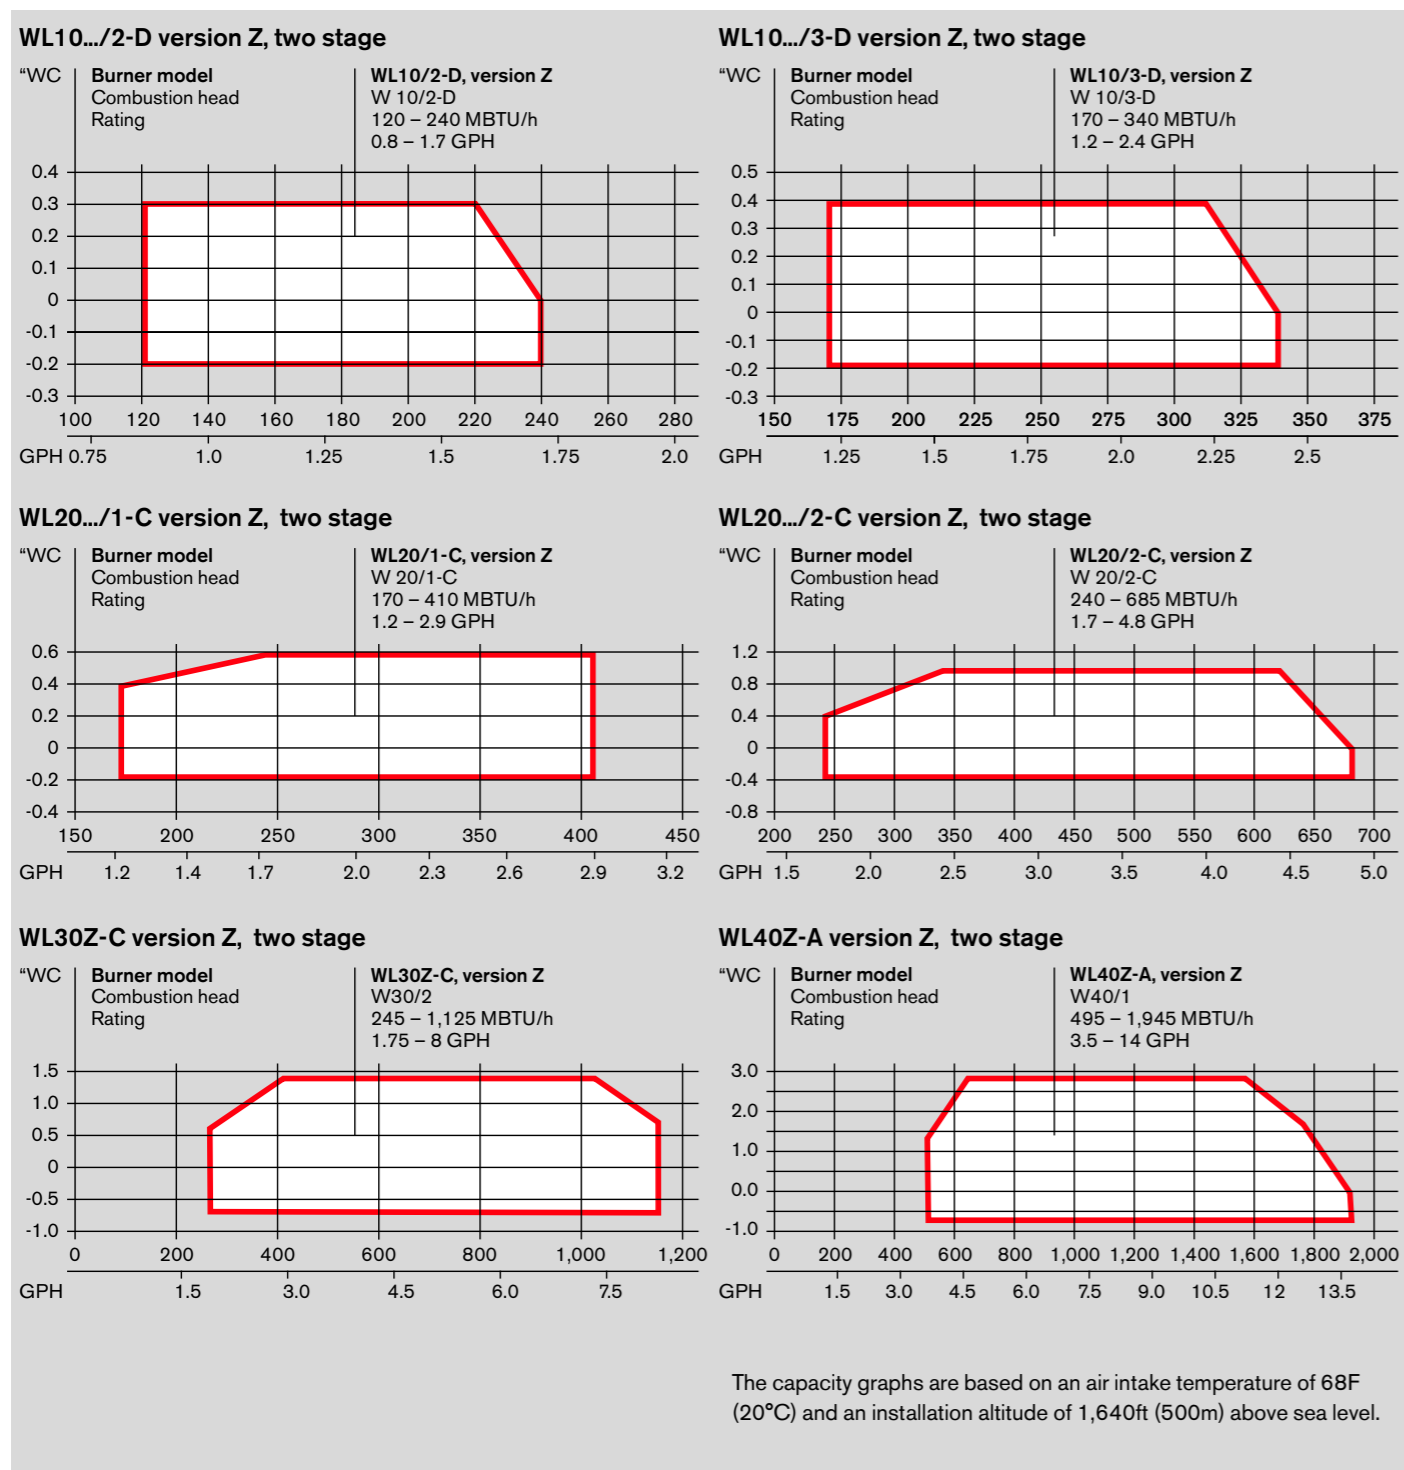 WL10.../2-D version Z, two stage
“WC Burner model WL10/2-D, version Z
Combustion head W 10/2-D
Rating 120 – 240 MBTU/h
0.8 – 1.7 GPH
0.4
0.3
0.2
0.1
0
-0.1
-0.2
-0.3
100 120 140 160 180 200 220 240 260 280
GPH 0.75 1.0 1.25 1.5 1.75 2.0
WL10.../3-D version Z, two stage
“WC Burner model WL10/3-D, version Z
Combustion head W 10/3-D
Rating 170 – 340 MBTU/h
1.2 – 2.4 GPH
0.5
0.4
0.3
0.2
0.1
0
-0.1
-0.2
-0.3
150 175 200 225 250 275 300 325 350 375
GPH 1.25 1.5 1.75 2.0 2.25 2.5
WL20.../1-C version Z, two stage
“WC Burner model WL20/1-C, version Z
Combustion head W 20/1-C
Rating 170 – 410 MBTU/h
1.2 – 2.9 GPH
0.6
0.4
0.2
0
-0.2
-0.4
150 200 250 300 350 400 450
GPH 1.2 1.4 1.7 2.0 2.3 2.6 2.9 3.2
WL20.../2-C version Z, two stage
“WC Burner model WL20/2-C, version Z
Combustion head W 20/2-C
Rating 240 – 685 MBTU/h
1.7 – 4.8 GPH
1.2
0.8
0.4
0
-0.4
-0.8
200 250 300 350 400 450 500 550 600 650 700
GPH 1.5 2.0 2.5 3.0 3.5 4.0 4.5 5.0
WL30Z-C version Z, two stage
“WC Burner model WL30Z-C, version Z
Combustion head W30/2
Rating 245 – 1,125 MBTU/h
1.75 – 8 GPH
1.5
1.0
0.5
0
-0.5
-1.0
0 200 400 600 800 1,000 1,200
GPH 1.5 3.0 4.5 6.0 7.5
WL40Z-A version Z, two stage
“WC Burner model WL40Z-A, version Z
Combustion head W40/1
Rating 495 – 1,945 MBTU/h
3.5 – 14 GPH
3.0
2.0
1.0
0.0
-1.0
0 200 400 600 800 1,000 1,200 1,400 1,600 1,800 2,000
GPH 1.5 3.0 4.5 6.0 7.5 9.0 10.5 12 13.5
The capacity graphs are based on an air intake temperature of 68F
(20°C) and an installation altitude of 1,640ft (500m) above sea level.